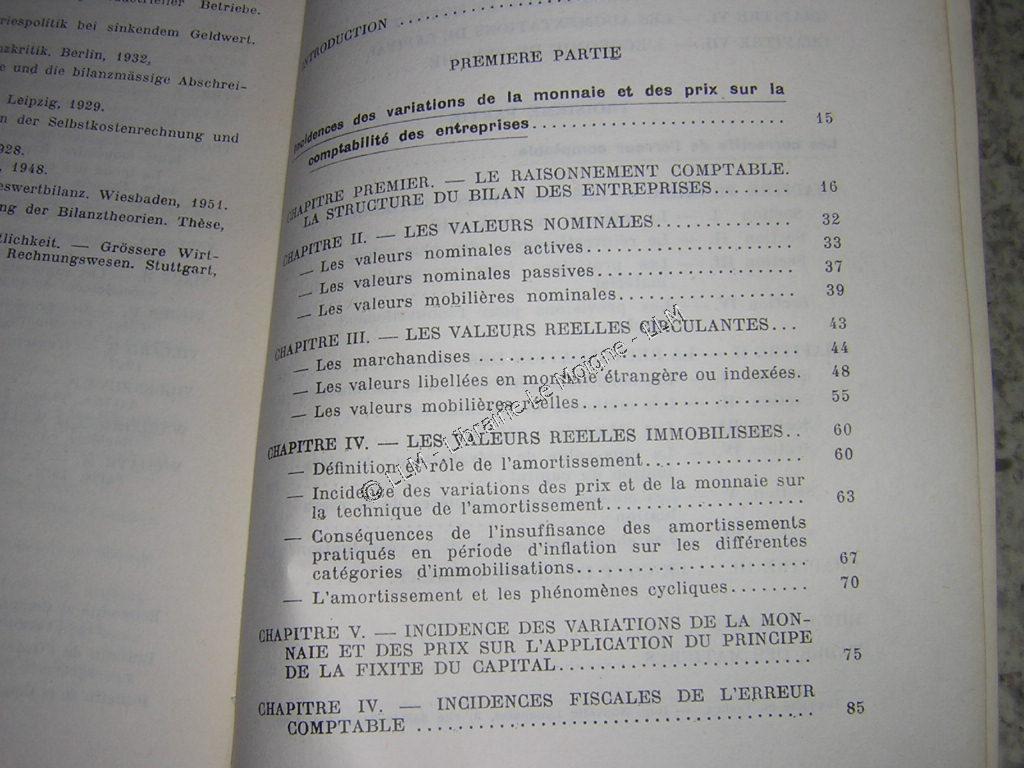 Betriebe.
riespolitik bei sinkendem Geldwert.
zkritik. Berlin, 1932,
e und die bilanzmässige Abschrei-
Leipzig, 1929.
n der Selbstkostenrechnung und
928.
, 1948.
eswertbilanz. Wiesbaden, 1951.
ng der Bilanztheorien. Thèse,
tlichkeit. — Grössere Wirt-
Rechnungswesen. Stuttgart,
INTRODUCTION ..............
PREMIERE PARTIE
Incidences des variations de la monnaie et des prix sur la
comptabilité des entreprises......................... 15
CHAPITRE PREMIER. — LE RAISONNEMENT COMPTABLE.
LA STRUCTURE DU BILAN DES ENTREPRISES........ 16
CHAPITRE II. — LES VALEURS NOMINALES.............. 32
— Les valeurs nominales actives..................... 33
— Les valeurs nominales passives.................... 37
— Les valeurs mobilières nominales.................. 39
CHAPITRE III. — LES VALEURS REELLES CIRCULANTES... 43
— Les marchandises .............................. 44
— Les valeurs libellées en monnaie étrangère ou indexées. 48
— Les valeurs mobilières réelles...................... 55
CHAPITRE IV. — LES VALEURS REELLES IMMOBILISEES.. 60
— Définition et rôle de l'amortissement............... 60
— Incidence des variations des prix et de la monnaie sur
la technique de l'amortissement.................... 63
— Conséquences de l'insuffisance des amortissements
pratiqués en période d'inflation sur les différentes
catégories d'immobilisations....................... 67
— L'amortissement et les phénomènes cycliques........ 70
CHAPITRE V. — INCIDENCE DES VARIATIONS DE LA MON-
NAIE ET DES PRIX SUR L'APPLICATION DU PRINCIPE
DE LA FIXITE DU CAPITAL......................... 75
CHAPITRE IV. — INCIDENCES FISCALES DE L'ERREUR
COMPTABLE ....................................... 85
© LLM - Librairie Le Moigne - LLM